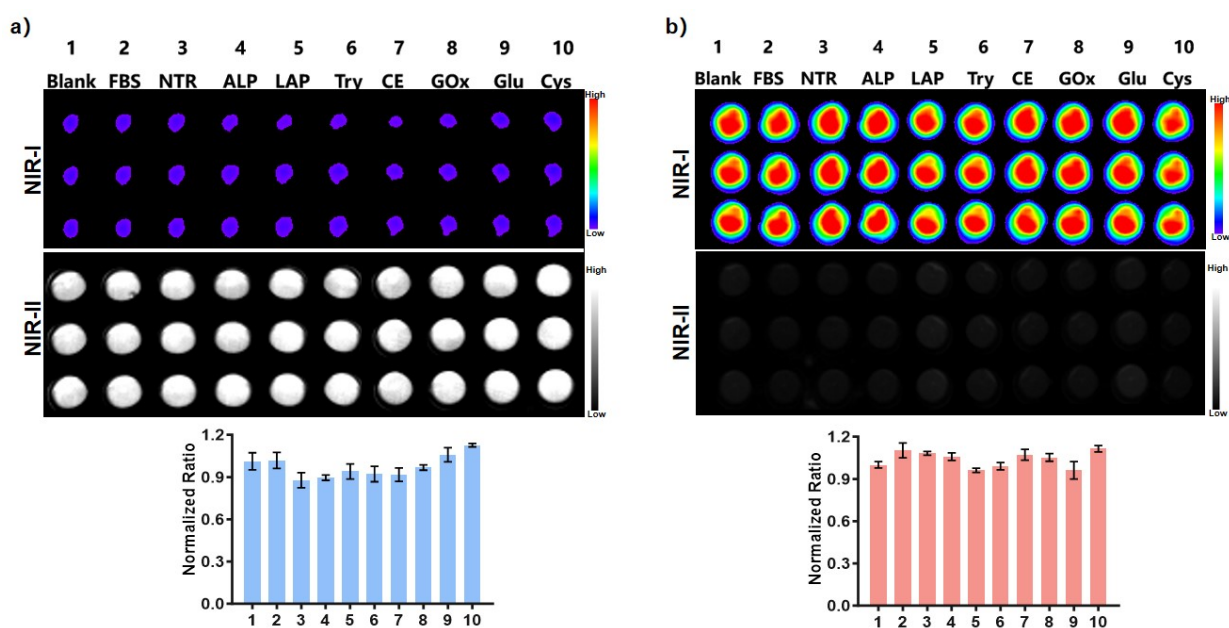 a)
1 2 3 4 5 6 7 8 9 10
Blank FBS NTR ALP LAP Try CE GOx Glu Cys
High
NIR-I
Low
High
NIR-II
Low
1.2
0.9
0.6
0.3
0.0
Normalized Ratio
1 2 3 4 5 6 7 8 9 10
b)
1 2 3 4 5 6 7 8 9 10
Blank FBS NTR ALP LAP Try CE GOx Glu Cys
High
NIR-I
Low
High
NIR-II
Low
1.2
0.9
0.6
0.3
0.0
Normalized Ratio
1 2 3 4 5 6 7 8 9 10